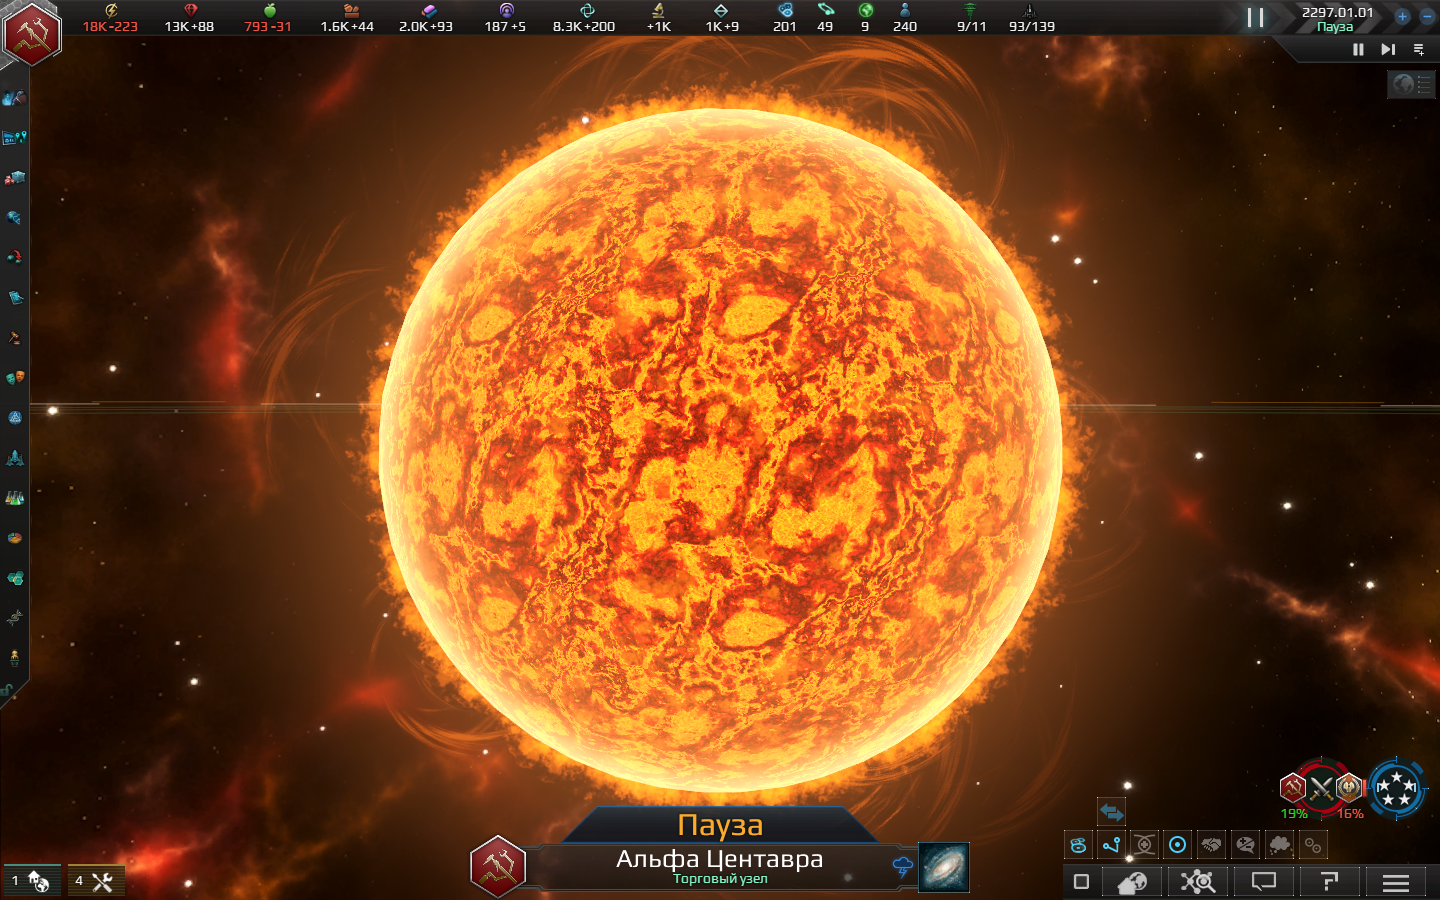 18K-223 13K+88 793-31 1.6K+44 2.0K+93 187+5 8.3K+200 +1K 1K+9 201 49 9 240 9/11 93/139
2297.01.01
Пауза
19% 16%
Пауза
Альфа Центавра
Торговый узел
1 4